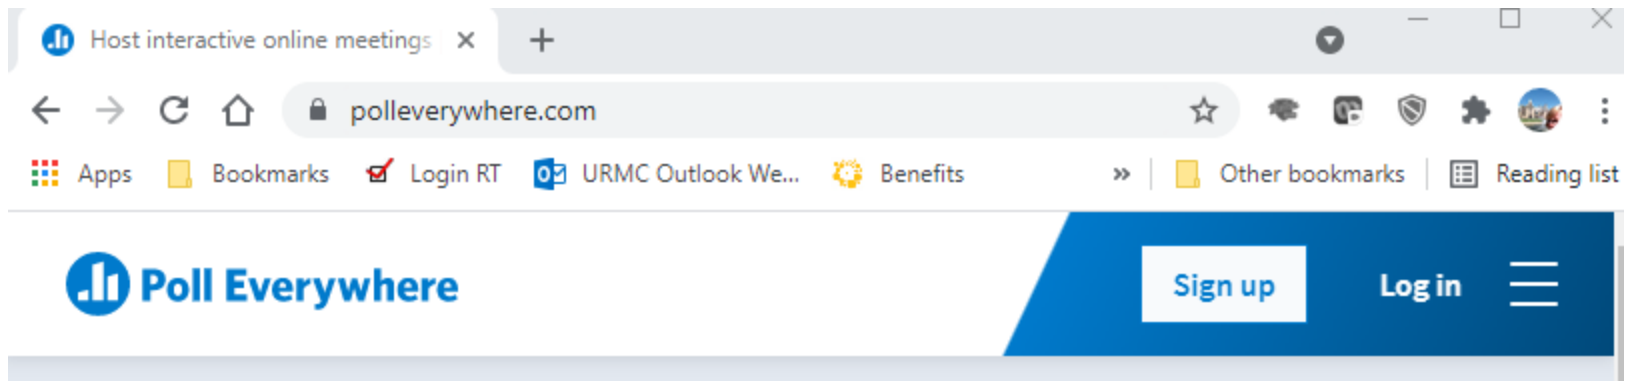 Host interactive online meetings
polleverywhere.com
Apps Bookmarks Login RT URMC Outlook We... Benefits » Other bookmarks Reading list
Poll Everywhere Sign up Log in